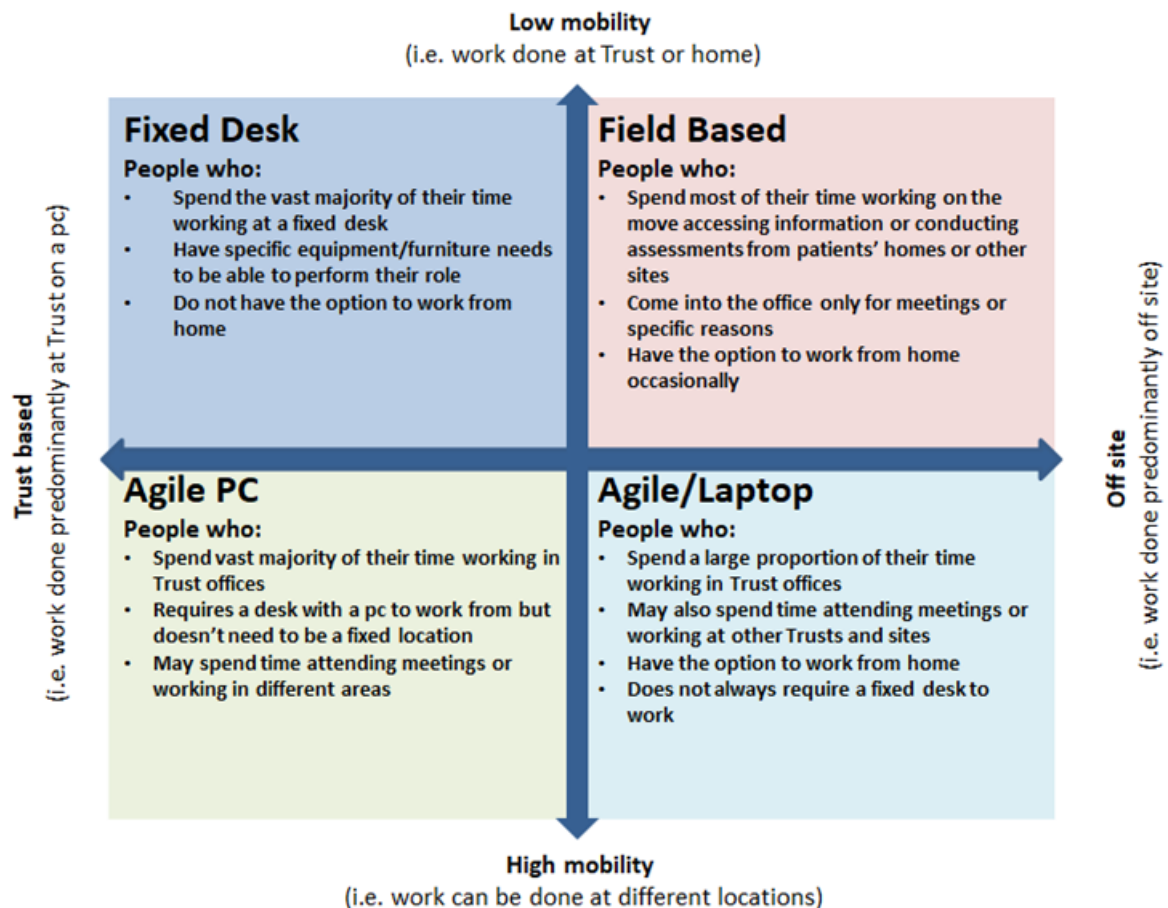 Low mobility
(i.e. work done at Trust or home)
Trust based
(i.e. work done predominantly at Trust on a pc)
Fixed Desk
People who:
• Spend the vast majority of their time
working at a fixed desk
• Have specific equipment/furniture needs
to be able to perform their role
• Do not have the option to work from
home
Field Based
People who:
• Spend most of their time working on the
move accessing information or conducting
assessments from patients' homes or other
sites
• Come into the office only for meetings or
specific reasons
• Have the option to work from home
occasionally
Agile PC
People who:
• Spend vast majority of their time working in
Trust offices
• Requires a desk with a pc to work from but
doesn't need to be a fixed location
• May spend time attending meetings or
working in different areas
Agile/Laptop
People who:
• Spend a large proportion of their time
working in Trust offices
• May also spend time attending meetings or
working at other Trusts and sites
• Have the option to work from home
• Does not always require a fixed desk to
work
Off site
(i.e. work done predominantly off site)
High mobility
(i.e. work can be done at different locations)